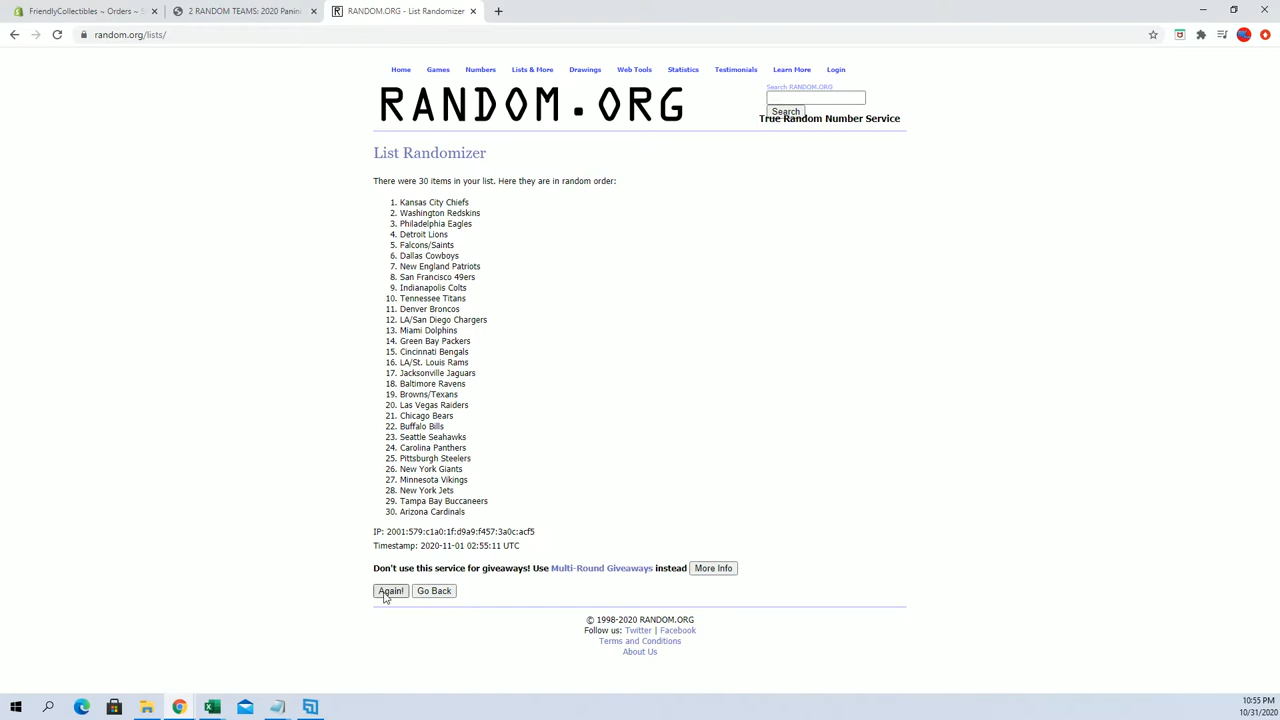 FriendlyCollectibles ~ Orders ~ S
2 RANDOM TEAMS: 2020 Panini
RANDOM.ORG - List Randomizer
random.org/lists/
Home Games Numbers Lists & More Drawings Web Tools Statistics Testimonials Learn More Login
Search RANDOM.ORG
RANDOM.ORG
Search
True Random Number Service
List Randomizer
There were 30 items in your list. Here they are in random order:
1. Kansas City Chiefs
2. Washington Redskins
3. Philadelphia Eagles
4. Detroit Lions
5. Falcons/Saints
6. Dallas Cowboys
7. New England Patriots
8. San Francisco 49ers
9. Indianapolis Colts
10. Tennessee Titans
11. Denver Broncos
12. LA/San Diego Chargers
13. Miami Dolphins
14. Green Bay Packers
15. Cincinnati Bengals
16. LA/St. Louis Rams
17. Jacksonville Jaguars
18. Baltimore Ravens
19. Browns/Texans
20. Las Vegas Raiders
21. Chicago Bears
22. Buffalo Bills
23. Seattle Seahawks
24. Carolina Panthers
25. Pittsburgh Steelers
26. New York Giants
27. Minnesota Vikings
28. New York Jets
29. Tampa Bay Buccaneers
30. Arizona Cardinals
IP: 2001:579:c1a0:1f:d9a9:f457:3a0c:acf5
Timestamp: 2020-11-01 02:55:11 UTC
Don't use this service for giveaways! Use Multi-Round Giveaways instead More Info
Again! Go Back
© 1998-2020 RANDOM.ORG
Follow us: Twitter | Facebook
Terms and Conditions
About Us
10:55 PM
10/31/2020